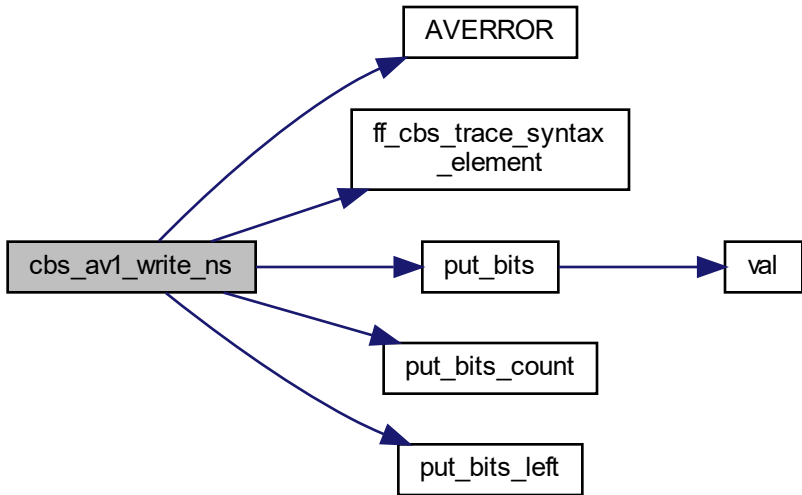 AVERROR
ff_cbs_trace_syntax
_element
cbs_av1_write_ns
put_bits
val
put_bits_count
put_bits_left